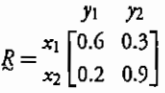 y₁ y₂
R̰ = x₁ [0.6 0.3]
x₂ [0.2 0.9]